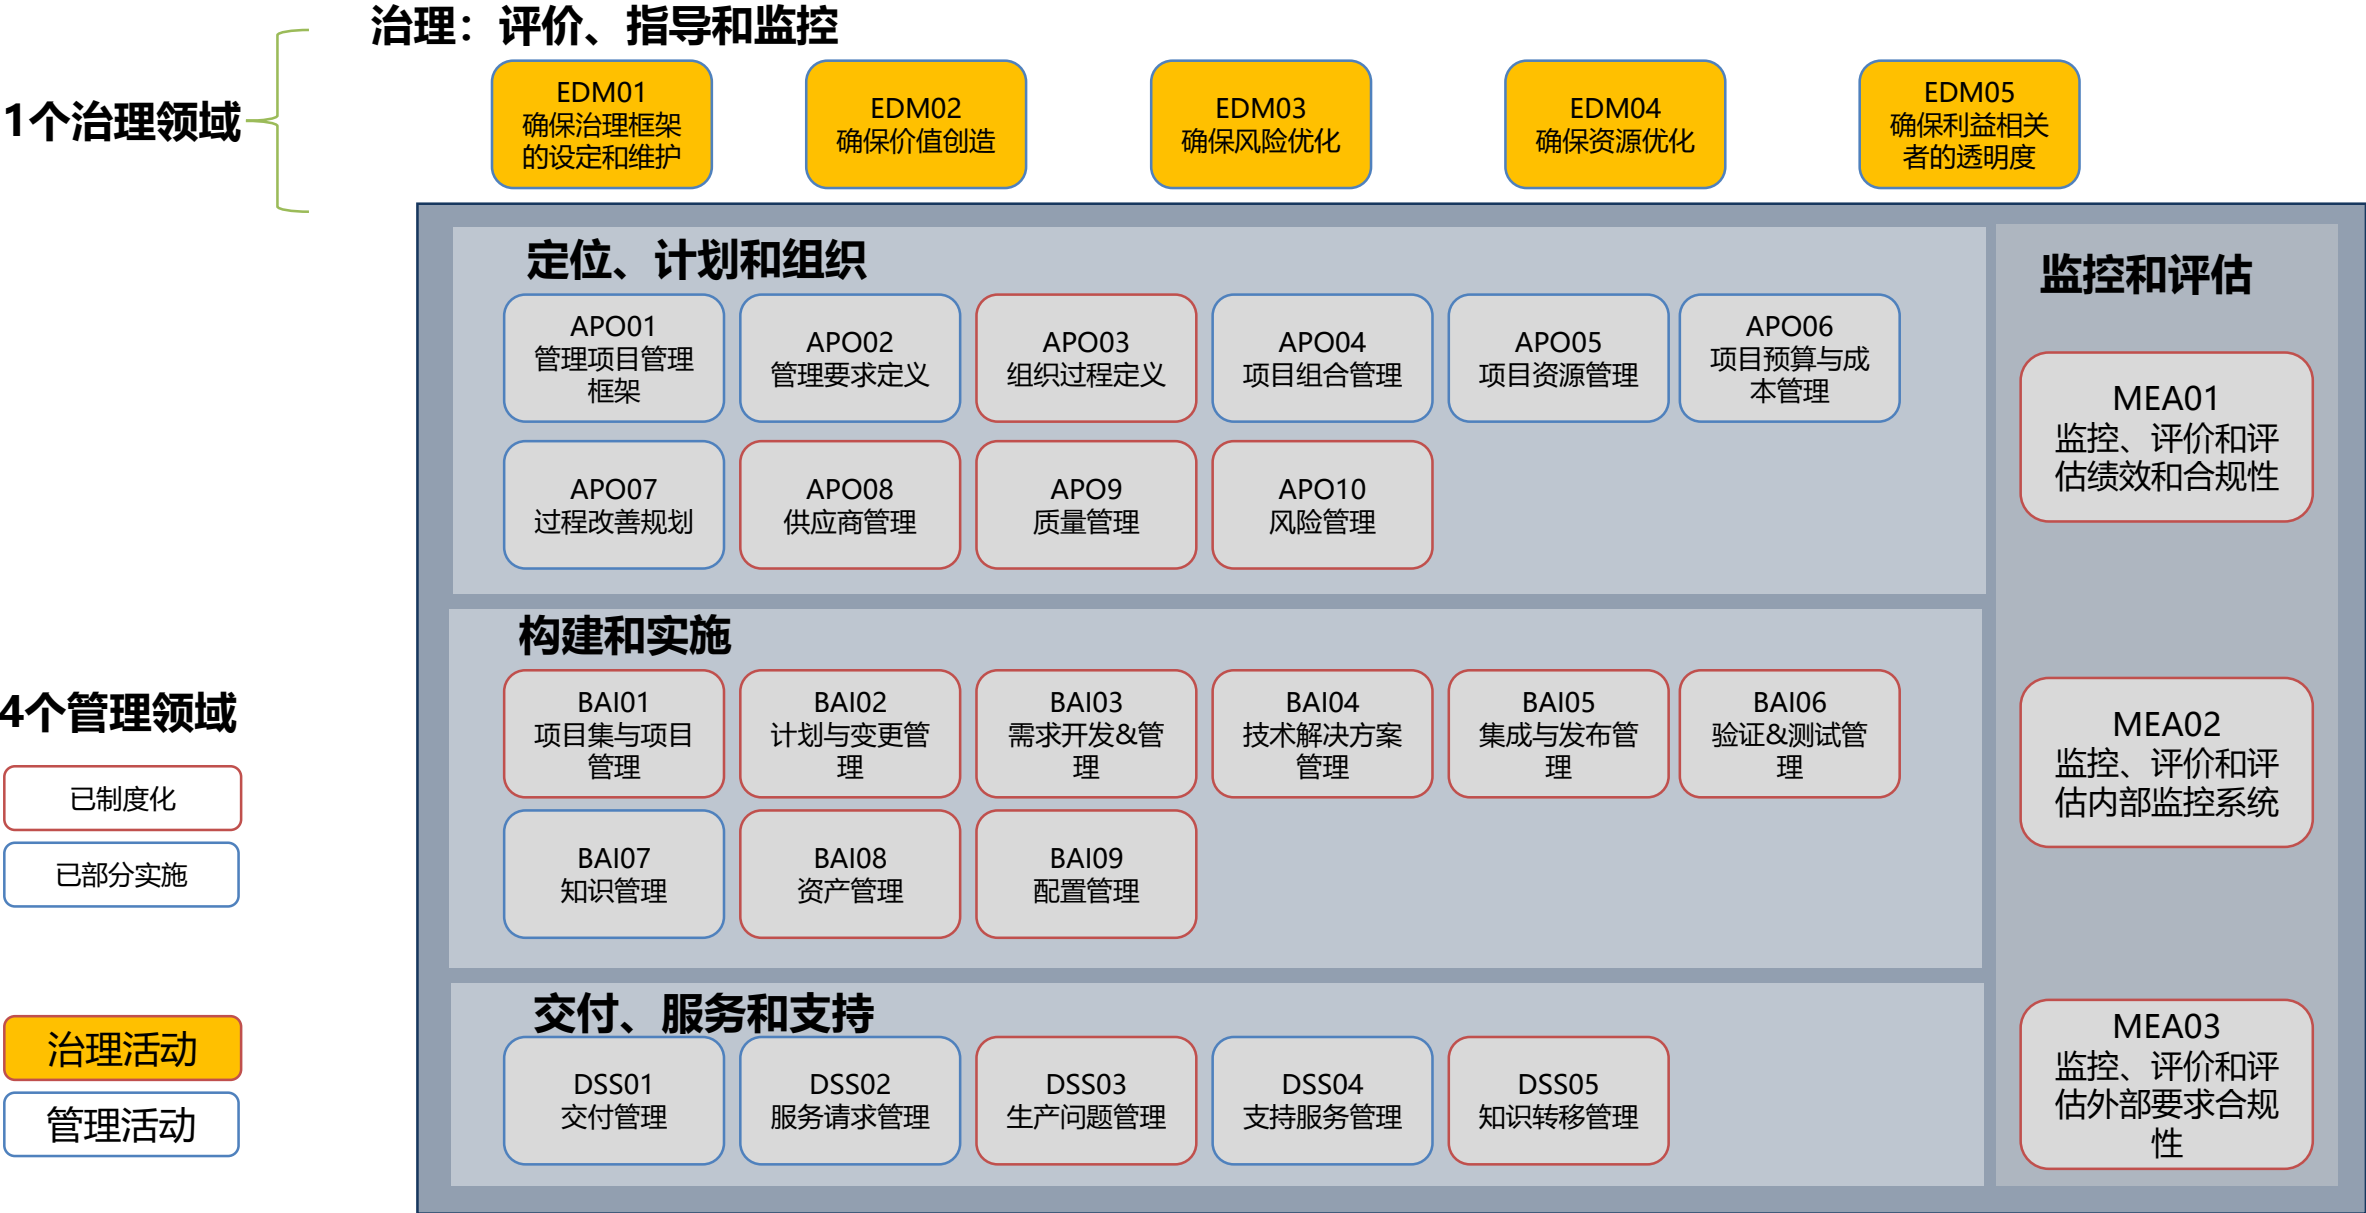 治理：评价、指导和监控
1个治理领域
EDM01
确保治理框架
的设定和维护
EDM02
确保价值创造
EDM03
确保风险优化
EDM04
确保资源优化
EDM05
确保利益相关
者的透明度
定位、计划和组织
APO01
管理项目管理
框架
APO02
管理要求定义
APO03
组织过程定义
APO04
项目组合管理
APO05
项目资源管理
APO06
项目预算与成
本管理
APO07
过程改善规划
APO08
供应商管理
APO9
质量管理
APO10
风险管理
监控和评估
MEA01
监控、评价和评
估绩效和合规性
MEA02
监控、评价和评
估内部监控系统
MEA03
监控、评价和评
估外部要求合规
性
4个管理领域
已制度化
已部分实施
治理活动
管理活动
构建和实施
BAI01
项目集与项目
管理
BAI02
计划与变更管
理
BAI03
需求开发&管
理
BAI04
技术解决方案
管理
BAI05
集成与发布管
理
BAI06
验证&测试管
理
BAI07
知识管理
BAI08
资产管理
BAI09
配置管理
交付、服务和支持
DSS01
交付管理
DSS02
服务请求管理
DSS03
生产问题管理
DSS04
支持服务管理
DSS05
知识转移管理